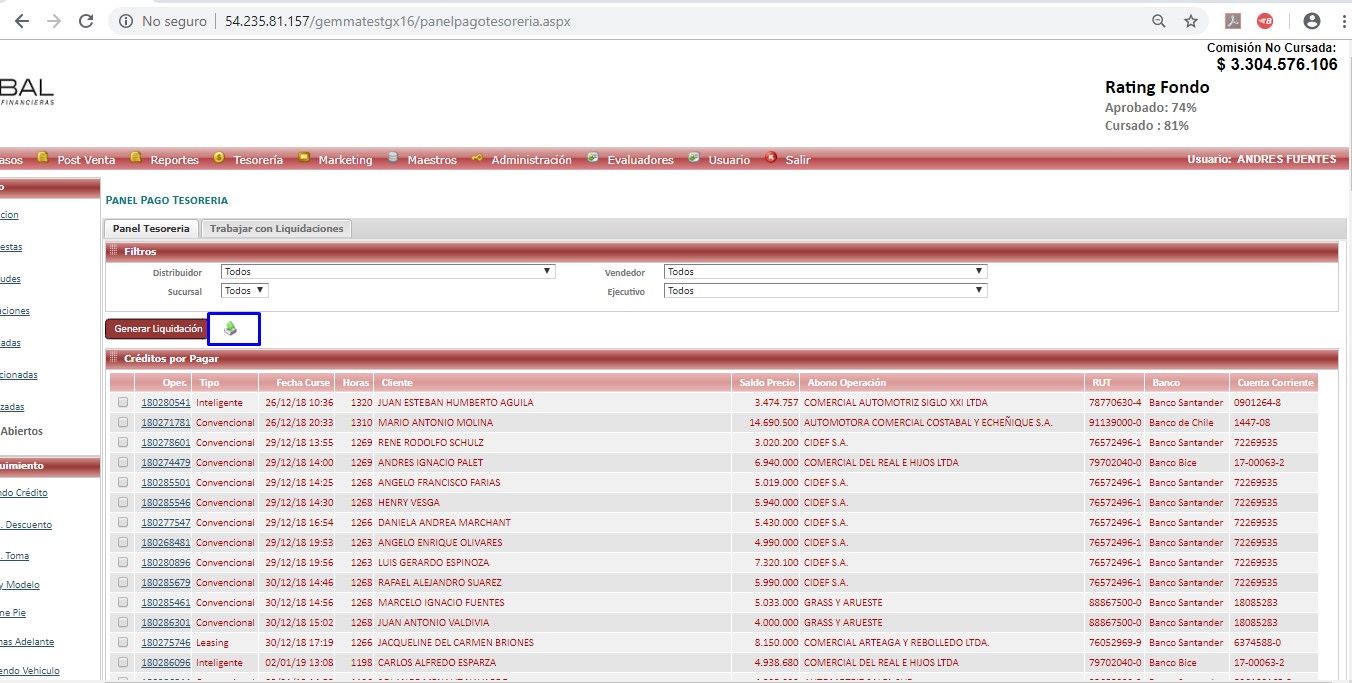 No seguro | 54.235.81.157/gemmatestgx16/panelpagotesoreria.aspx
Comisión No Cursada:
$ 3.304.576.106
BAL
FINANCIERAS
Rating Fondo
Aprobado: 74%
Cursado : 81%
asos Post Venta Reportes Tesorería Marketing Maestros Administración Evaluadores Usuario Salir Usuario: ANDRES FUENTES
o
cion
estas
udes
aciones
adas
cionadas
zadas
Abiertos
uimiento
ndo Crédito
. Descuento
. Toma
y Modelo
ne Pie
nas Adelante
endo Vehiculo
PANEL PAGO TESORERIA
Panel Tesoreria Trabajar con Liquidaciones
Filtros
Distribuidor Todos Vendedor Todos
Sucursal Todos Ejecutivo Todos
Generar Liquidación
Créditos por Pagar
Oper. Tipo Fecha Curse Horas Cliente Saldo Precio Abono Operación RUT Banco Cuenta Corriente
180280541 Inteligente 26/12/18 10:36 1320 JUAN ESTEBAN HUMBERTO AGUILA 3.474.757 COMERCIAL AUTOMOTRIZ SIGLO XXI LTDA 78770630-4 Banco Santander 0901264-8
180271781 Convencional 26/12/18 20:33 1310 MARIO ANTONIO MOLINA 14.690.500 AUTOMOTORA COMERCIAL COSTABAL Y ECHEÑIQUE S.A. 91139000-0 Banco de Chile 1447-08
180278601 Convencional 29/12/18 13:55 1269 RENE RODOLFO SCHULZ 3.020.200 CIDEF S.A. 76572496-1 Banco Santander 72269535
180274479 Convencional 29/12/18 14:00 1269 ANDRES IGNACIO PALET 6.940.000 COMERCIAL DEL REAL E HIJOS LTDA 79702040-0 Banco Bice 17-00063-2
180285501 Convencional 29/12/18 14:25 1268 ANGELO FRANCISCO FARIAS 5.019.000 CIDEF S.A. 76572496-1 Banco Santander 72269535
180285546 Convencional 29/12/18 14:30 1268 HENRY VESGA 5.940.000 CIDEF S.A. 76572496-1 Banco Santander 72269535
180277547 Convencional 29/12/18 16:54 1266 DANIELA ANDREA MARCHANT 5.430.000 CIDEF S.A. 76572496-1 Banco Santander 72269535
180268481 Convencional 29/12/18 19:53 1263 ANGELO ENRIQUE OLIVARES 4.990.000 CIDEF S.A. 76572496-1 Banco Santander 72269535
180280896 Convencional 29/12/18 19:56 1263 LUIS GERARDO ESPINOZA 7.320.100 CIDEF S.A. 76572496-1 Banco Santander 72269535
180285679 Convencional 30/12/18 14:46 1268 RAFAEL ALEJANDRO SUAREZ 5.990.000 CIDEF S.A. 76572496-1 Banco Santander 72269535
180285461 Convencional 30/12/18 14:56 1268 MARCELO IGNACIO FUENTES 5.033.000 GRASS Y ARUESTE 88867500-0 Banco Santander 18085283
180286301 Convencional 30/12/18 15:02 1268 JUAN ANTONIO VALDIVIA 4.000.000 GRASS Y ARUESTE 88867500-0 Banco Santander 18085283
180275746 Leasing 30/12/18 17:19 1266 JACQUELINE DEL CARMEN BRIONES 8.150.000 COMERCIAL ARTEAGA Y REBOLLEDO LTDA. 76052969-9 Banco Santander 6374588-0
180286096 Inteligente 02/01/19 13:08 1198 CARLOS ALFREDO ESPARZA 4.938.680 COMERCIAL DEL REAL E HIJOS LTDA 79702040-0 Banco Bice 17-00063-2